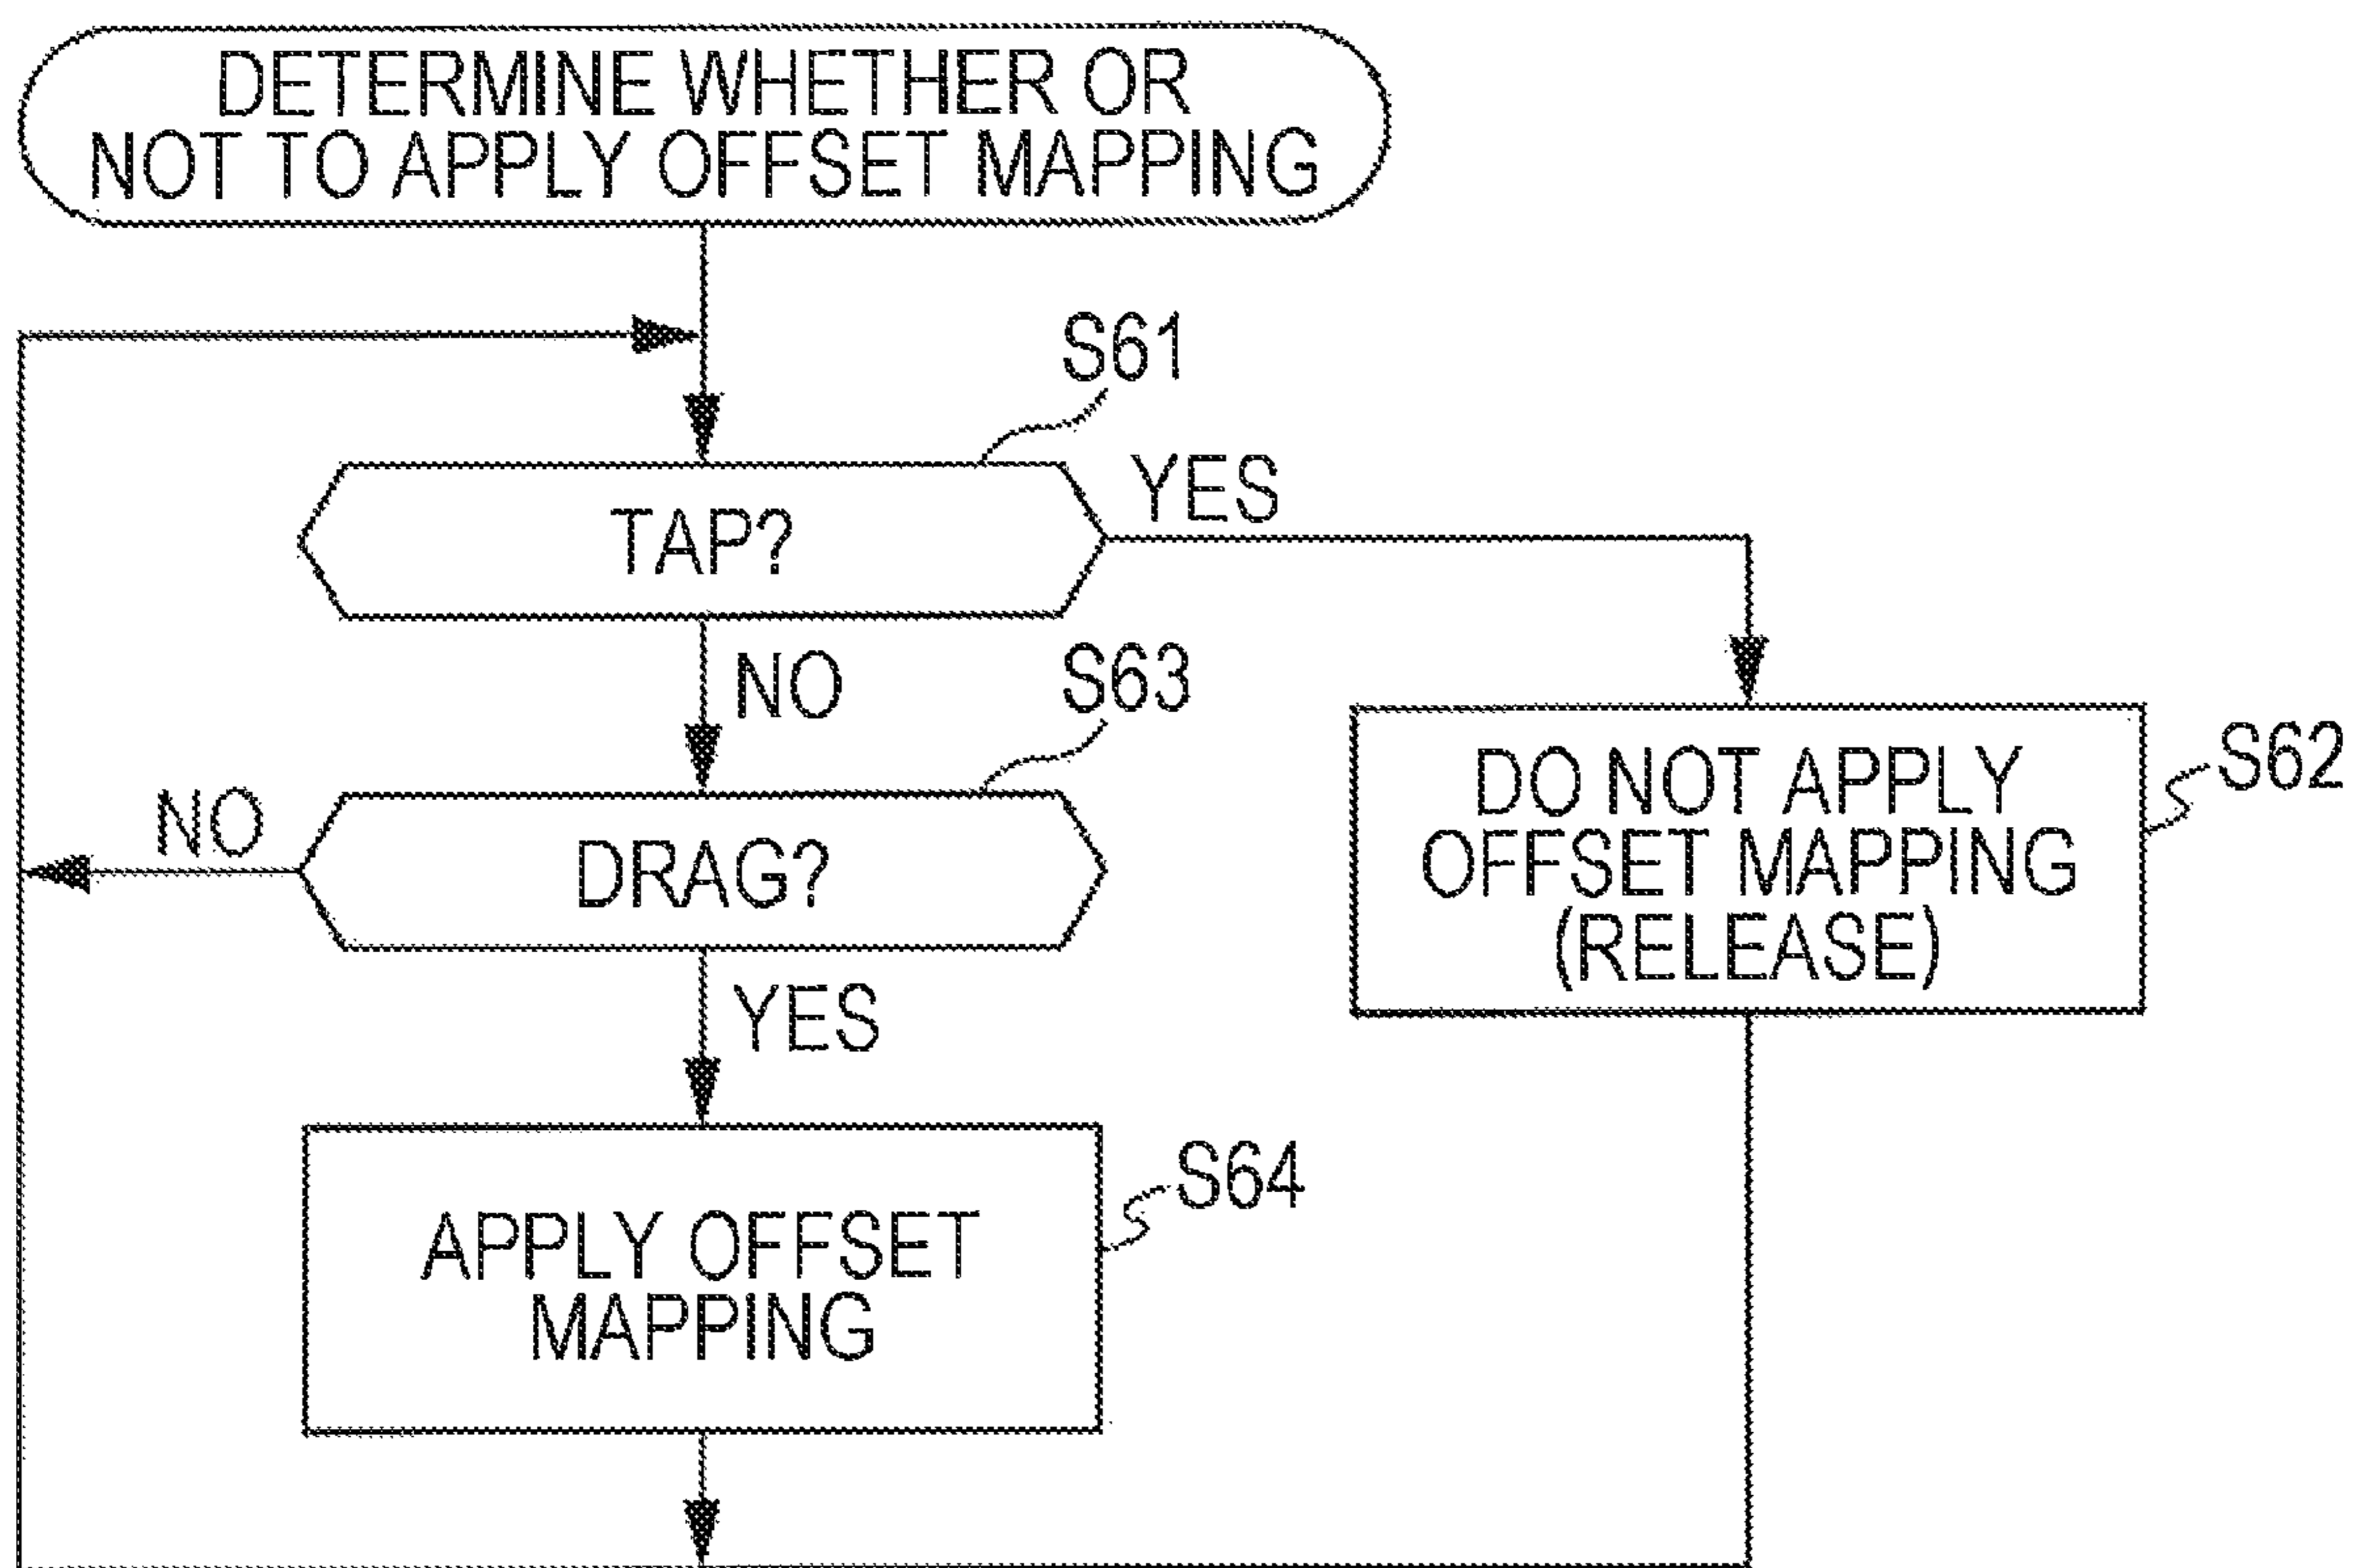 DETERMINE WHETHER OR
NOT TO APPLY OFFSET MAPPING
S61
YES
TAP?
NO
S63
NO
DRAG?
DO NOT APPLY
OFFSET MAPPING
(RELEASE)
S62
YES
S64
APPLY OFFSET
MAPPING